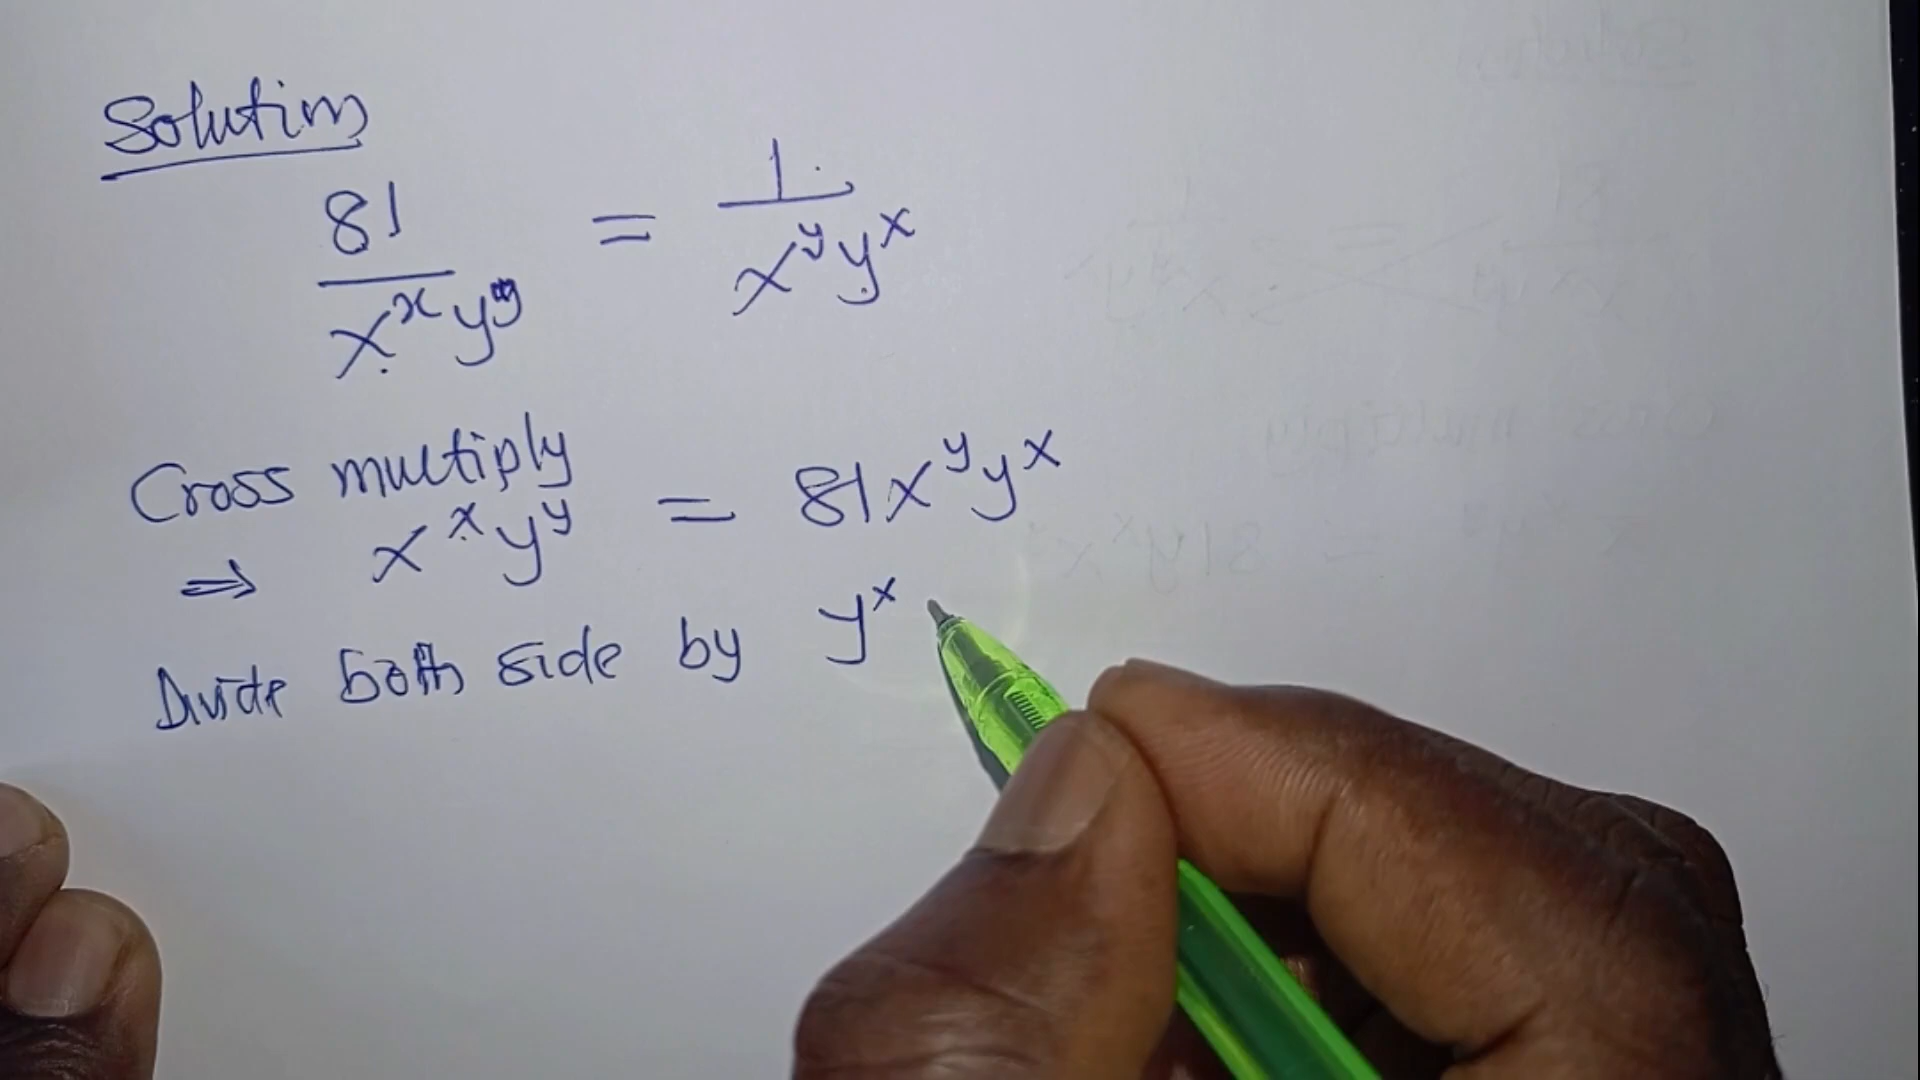 Solution
81/x^x y^y = 1/x^y y^x
Cross multiply
⇒ x^x y^y = 81x^y y^x
Divide both side by y^x